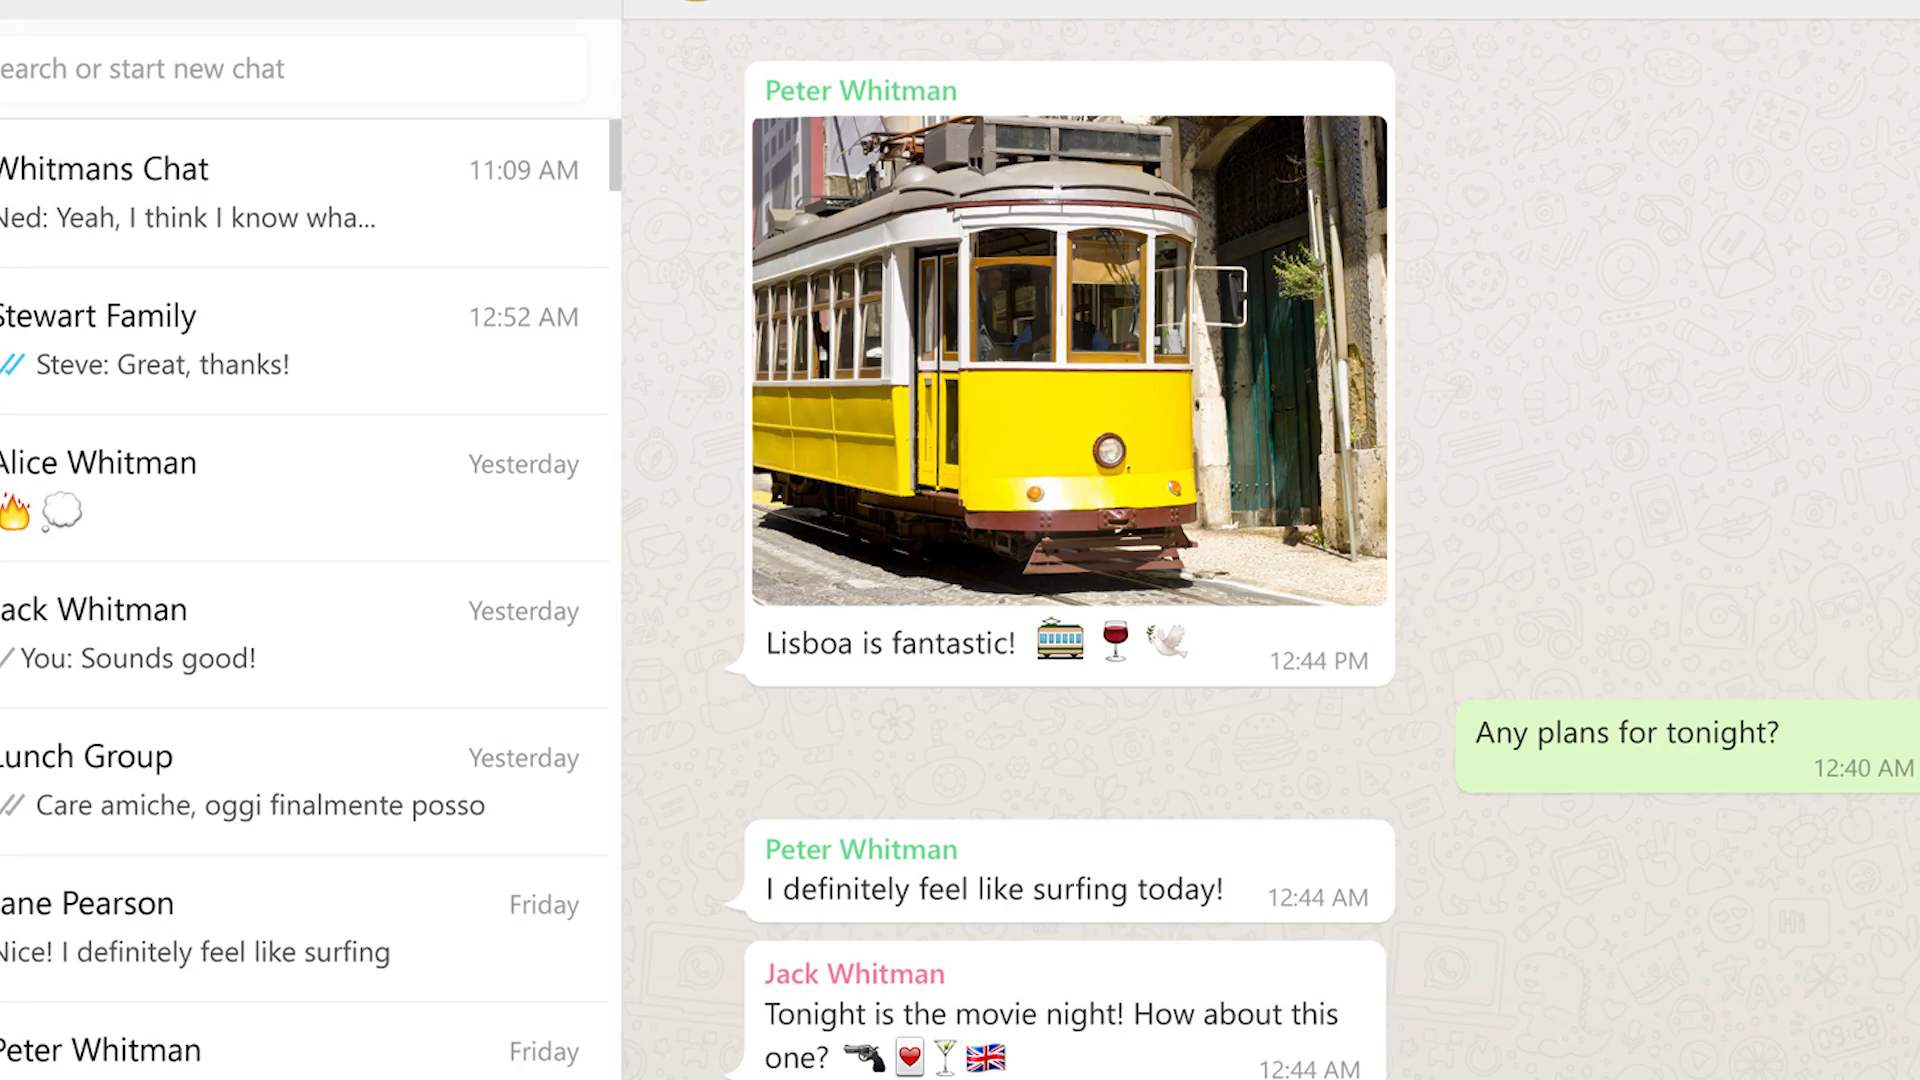 earch or start new chat
Whitmans Chat 11:09 AM
Ned: Yeah, I think I know wha...
Stewart Family 12:52 AM
Steve: Great, thanks!
Alice Whitman Yesterday
ack Whitman Yesterday
You: Sounds good!
Lunch Group Yesterday
Care amiche, oggi finalmente posso
ane Pearson Friday
Nice! I definitely feel like surfing
Peter Whitman Friday
Peter Whitman
Lisboa is fantastic!
12:44 PM
Any plans for tonight?
12:40 AM
Peter Whitman
I definitely feel like surfing today! 12:44 AM
Jack Whitman
Tonight is the movie night! How about this
one?
12:44 AM